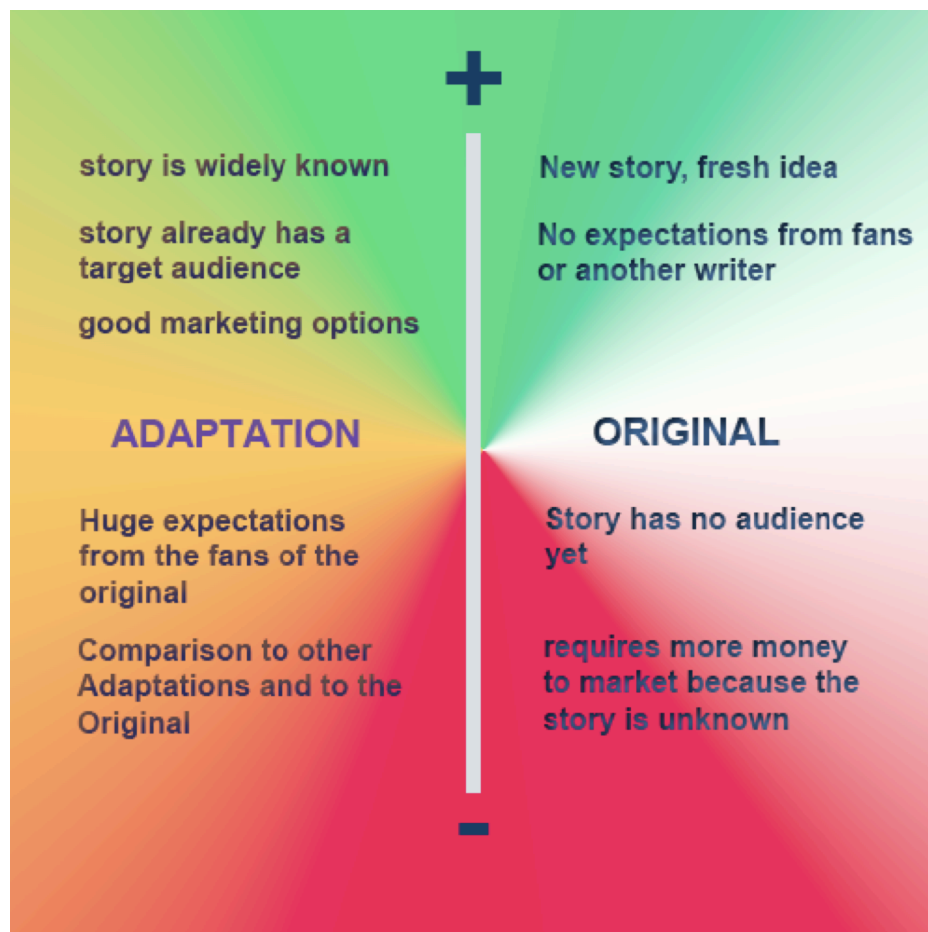 +
story is widely known
story already has a
target audience
good marketing options
New story, fresh idea
No expectations from fans
or another writer
ADAPTATION
ORIGINAL
Huge expectations
from the fans of the
original
Comparison to other
Adaptations and to the
Original
Story has no audience
yet
requires more money
to market because the
story is unknown
-